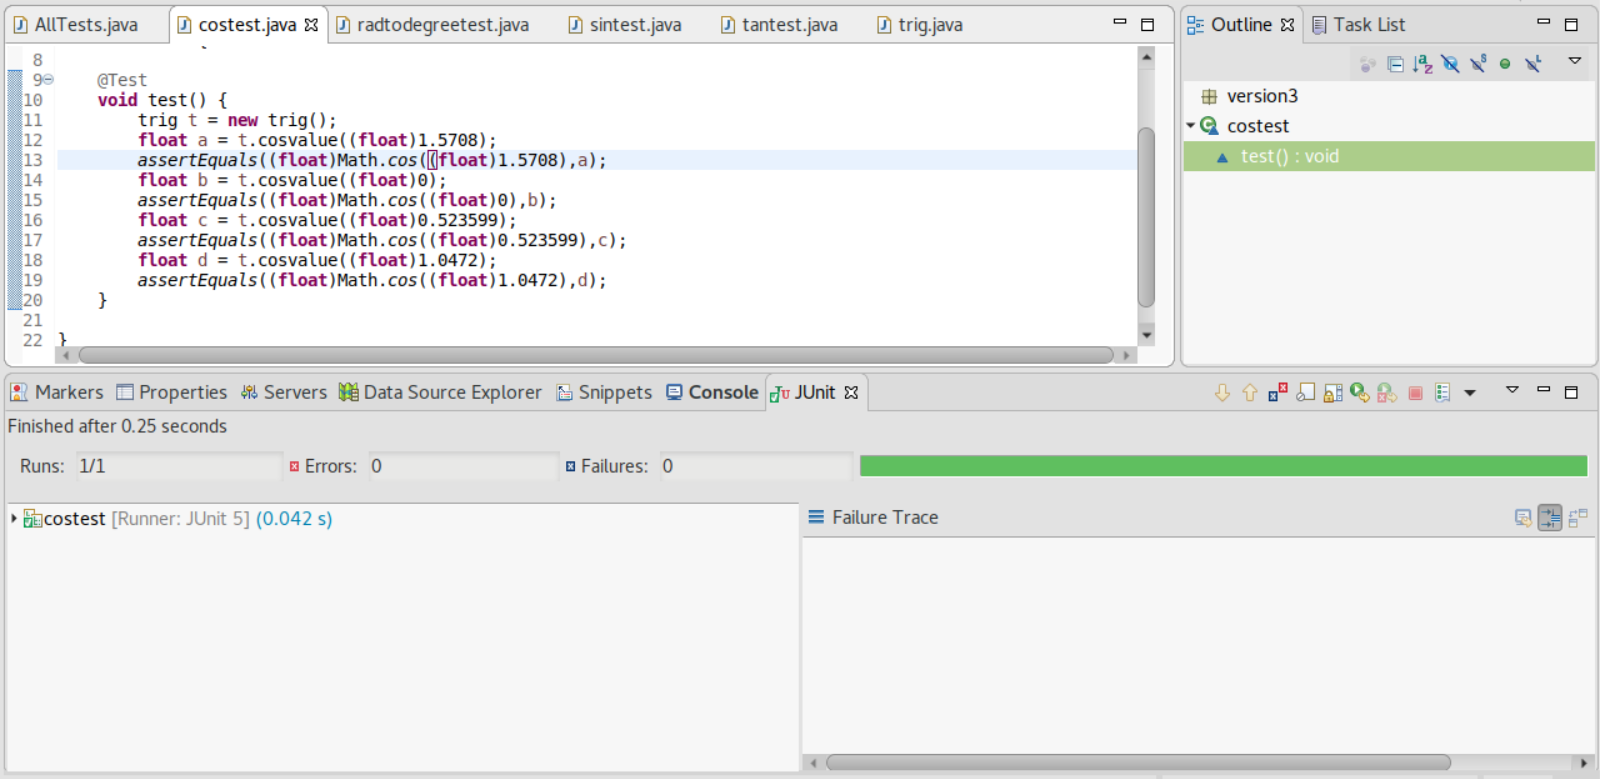 AllTests.java costest.java radtodegreetest.java sintest.java tantest.java trig.java
8
9 @Test
10 void test() {
11 trig t = new trig();
12 float a = t.cosvalue((float)1.5708);
13 assertEquals((float)Math.cos((float)1.5708),a);
14 float b = t.cosvalue((float)0);
15 assertEquals((float)Math.cos((float)0),b);
16 float c = t.cosvalue((float)0.523599);
17 assertEquals((float)Math.cos((float)0.523599),c);
18 float d = t.cosvalue((float)1.0472);
19 assertEquals((float)Math.cos((float)1.0472),d);
20 }
21
22 }
Outline Task List
version3
costest
test() : void
Markers Properties Servers Data Source Explorer Snippets Console JUnit
Finished after 0.25 seconds
Runs: 1/1 Errors: 0 Failures: 0
costest [Runner: JUnit 5] (0.042 s)
Failure Trace